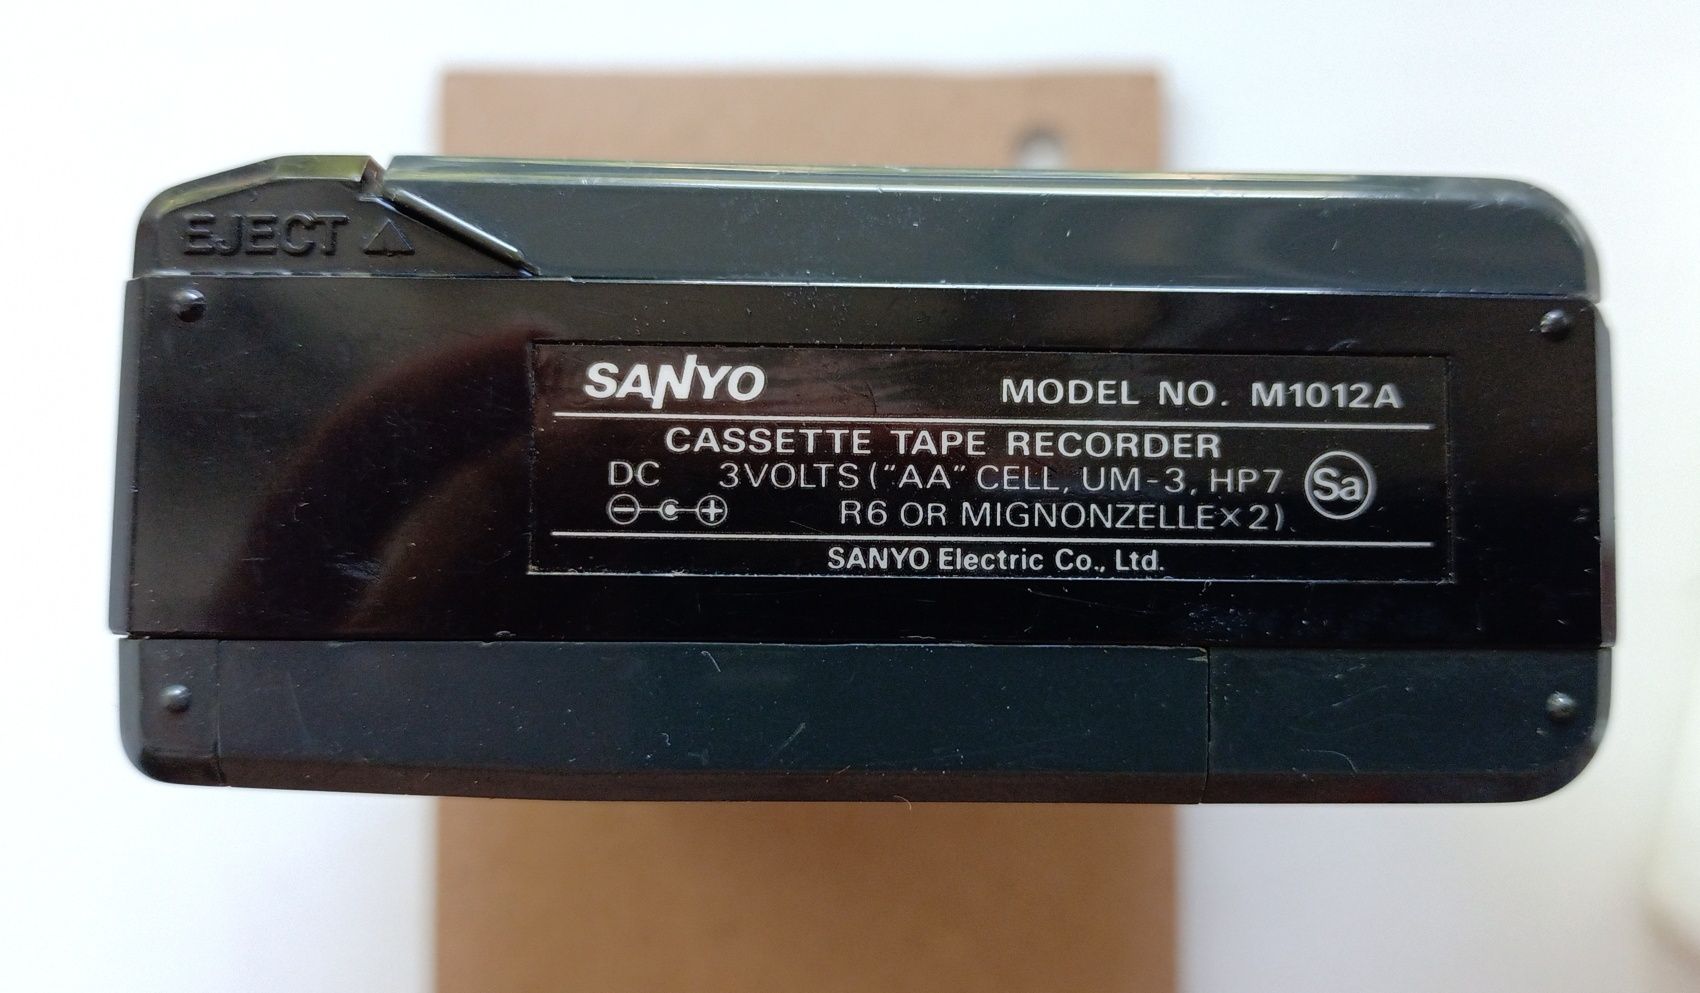 EJECT
SANYO MODEL NO. M1012A
CASSETTE TAPE RECORDER
DC 3VOLTS ("AA" CELL, UM-3, HP7 Sa
R6 OR MIGNONZELLE×2)
SANYO Electric Co., Ltd.